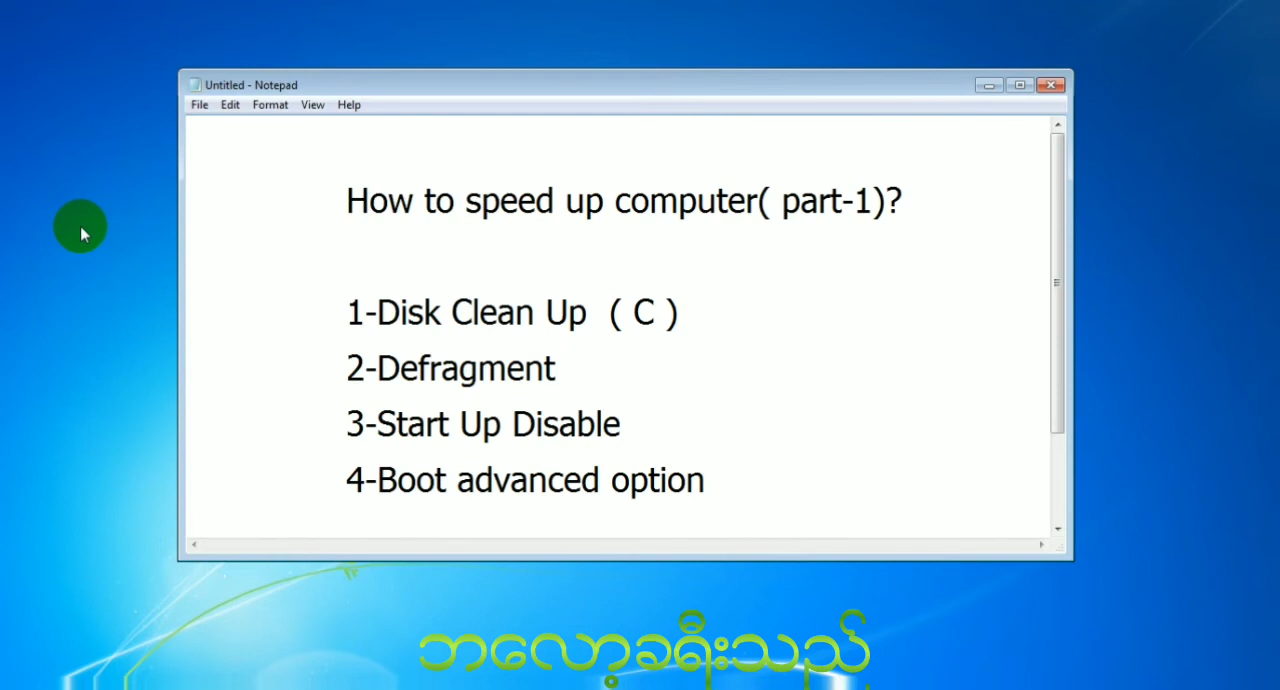 Untitled - Notepad
File Edit Format View Help
How to speed up computer( part-1)?
1-Disk Clean Up ( C )
2-Defragment
3-Start Up Disable
4-Boot advanced option
ဘလော့ခရီးသည်